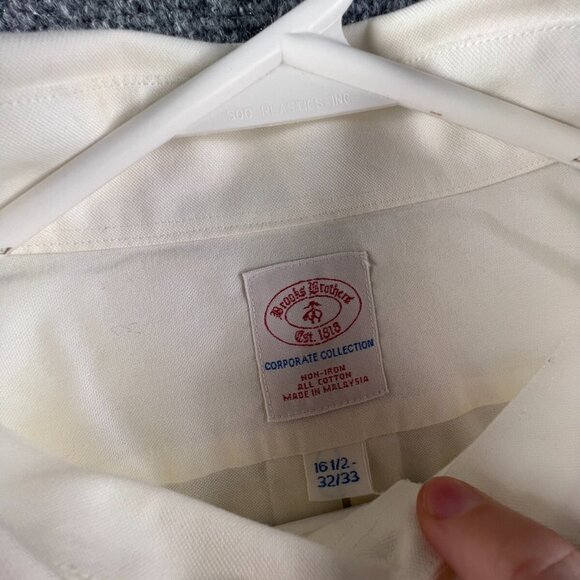 SOO PLASTICS INC
Brooks Brothers
Est. 1818
CORPORATE COLLECTION
NON-IRON
ALL COTTON
MADE IN MALAYSIA
16 1/2 -
32/33